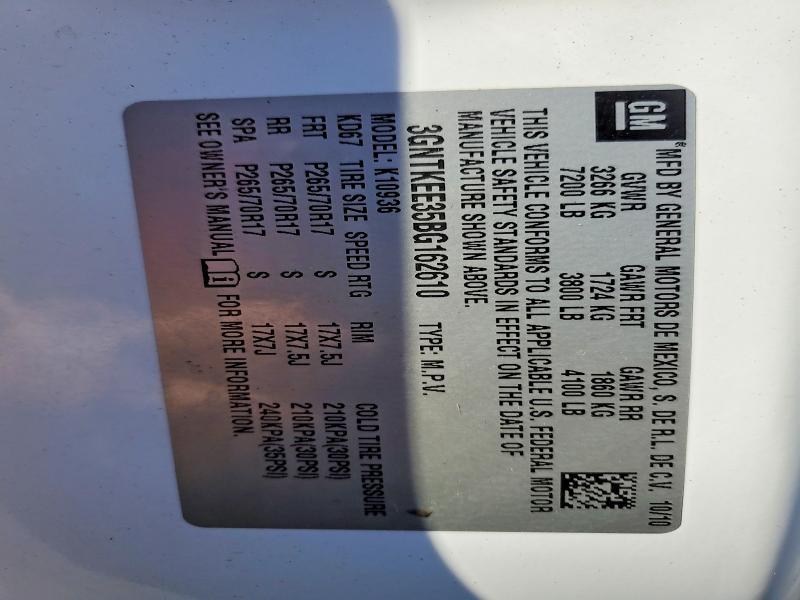 GM
®MFD BY GENERAL MOTORS DE MEXICO, S. DE R.L. DE C.V. 10/10
GVWR GAWR FRT GAWR RR
3266 KG 1724 KG 1860 KG
7200 LB 3800 LB 4100 LB
THIS VEHICLE CONFORMS TO ALL APPLICABLE U.S. FEDERAL MOTOR
VEHICLE SAFETY STANDARDS IN EFFECT ON THE DATE OF
MANUFACTURE SHOWN ABOVE.
3GNTKEE35BG162610 TYPE: M.P.V.
MODEL: K10936
KD67 TIRE SIZE SPEED RTG RIM COLD TIRE PRESSURE
FRT P265/70R17 S 17X7.5J 210KPA(30PSI)
RR P265/70R17 S 17X7.5J 210KPA(30PSI)
SPA P265/70R17 S 17X7J 240KPA(35PSI)
SEE OWNER'S MANUAL FOR MORE INFORMATION.